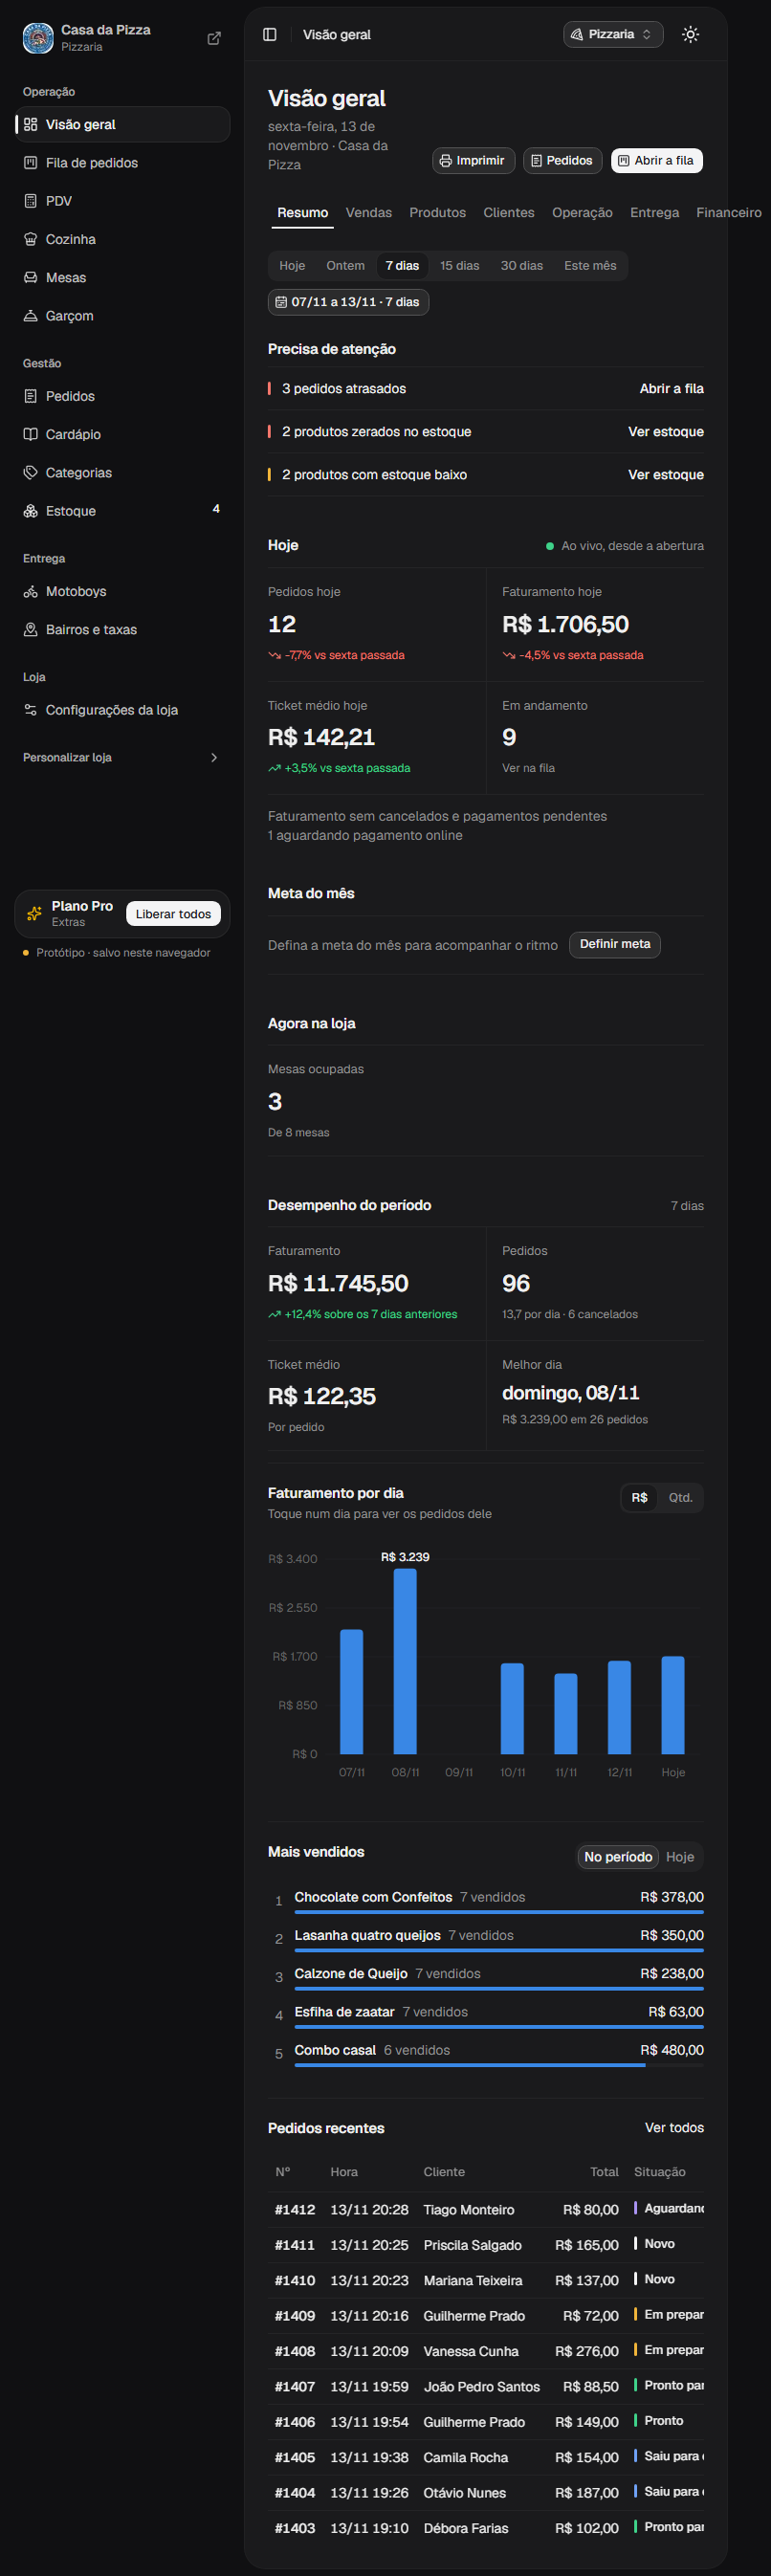 Casa da Pizza
Pizzaria
Operação
Visão geral
Fila de pedidos
PDV
Cozinha
Mesas
Garçom
Gestão
Pedidos
Cardápio
Categorias
Estoque 4
Entrega
Motoboys
Bairros e taxas
Loja
Configurações da loja
Personalizar loja
Plano Pro
Extras
Liberar todos
Protótipo · salvo neste navegador
Visão geral
Pizzaria
Visão geral
sexta-feira, 13 de
novembro · Casa da
Pizza
Imprimir Pedidos Abrir a fila
Resumo Vendas Produtos Clientes Operação Entrega Financeiro
Hoje Ontem 7 dias 15 dias 30 dias Este mês
07/11 a 13/11 · 7 dias
Precisa de atenção
3 pedidos atrasados Abrir a fila
2 produtos zerados no estoque Ver estoque
2 produtos com estoque baixo Ver estoque
Hoje Ao vivo, desde a abertura
Pedidos hoje
12
-7,7% vs sexta passada
Faturamento hoje
R$ 1.706,50
-4,5% vs sexta passada
Ticket médio hoje
R$ 142,21
+3,5% vs sexta passada
Em andamento
9
Ver na fila
Faturamento sem cancelados e pagamentos pendentes
1 aguardando pagamento online
Meta do mês
Defina a meta do mês para acompanhar o ritmo Definir meta
Agora na loja
Mesas ocupadas
3
De 8 mesas
Desempenho do período 7 dias
Faturamento
R$ 11.745,50
+12,4% sobre os 7 dias anteriores
Pedidos
96
13,7 por dia · 6 cancelados
Ticket médio
R$ 122,35
Por pedido
Melhor dia
domingo, 08/11
R$ 3.239,00 em 26 pedidos
Faturamento por dia
Toque num dia para ver os pedidos dele
R$ Qtd.
R$ 3.400
R$ 3.239
R$ 2.550
R$ 1.700
R$ 850
R$ 0
07/11 08/11 09/11 10/11 11/11 12/11 Hoje
Mais vendidos No período Hoje
1 Chocolate com Confeitos 7 vendidos R$ 378,00
2 Lasanha quatro queijos 7 vendidos R$ 350,00
3 Calzone de Queijo 7 vendidos R$ 238,00
4 Esfiha de zaatar 7 vendidos R$ 63,00
5 Combo casal 6 vendidos R$ 480,00
Pedidos recentes Ver todos
Nº Hora Cliente Total Situação
#1412 13/11 20:28 Tiago Monteiro R$ 80,00 Aguardand
#1411 13/11 20:25 Priscila Salgado R$ 165,00 Novo
#1410 13/11 20:23 Mariana Teixeira R$ 137,00 Novo
#1409 13/11 20:16 Guilherme Prado R$ 72,00 Em prepar
#1408 13/11 20:09 Vanessa Cunha R$ 276,00 Em prepar
#1407 13/11 19:59 João Pedro Santos R$ 88,50 Pronto par
#1406 13/11 19:54 Guilherme Prado R$ 149,00 Pronto
#1405 13/11 19:38 Camila Rocha R$ 154,00 Saiu para
#1404 13/11 19:26 Otávio Nunes R$ 187,00 Saiu para
#1403 13/11 19:10 Débora Farias R$ 102,00 Pronto par